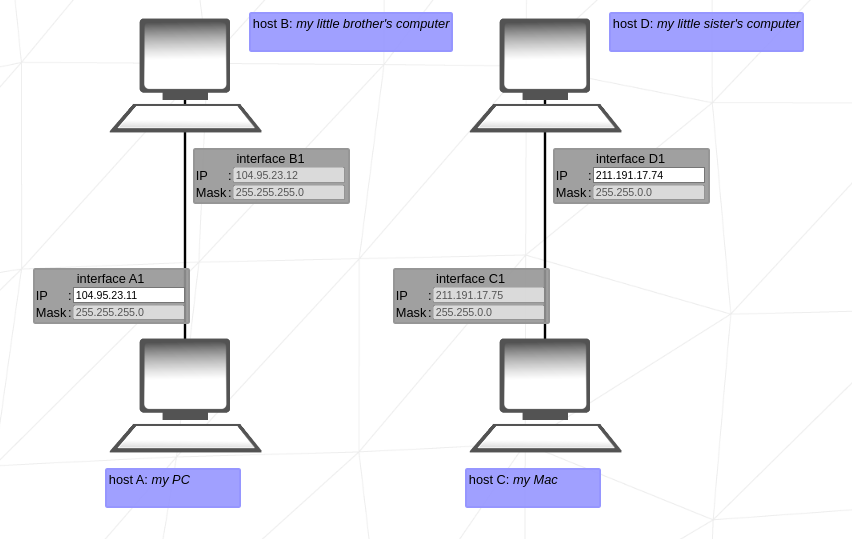 host B: my little brother's computer
host D: my little sister's computer
interface B1
IP : 104.95.23.12
Mask : 255.255.255.0
interface D1
IP : 211.191.17.74
Mask : 255.255.0.0
interface A1
IP : 104.95.23.11
Mask : 255.255.255.0
interface C1
IP : 211.191.17.75
Mask : 255.255.0.0
host A: my PC
host C: my Mac